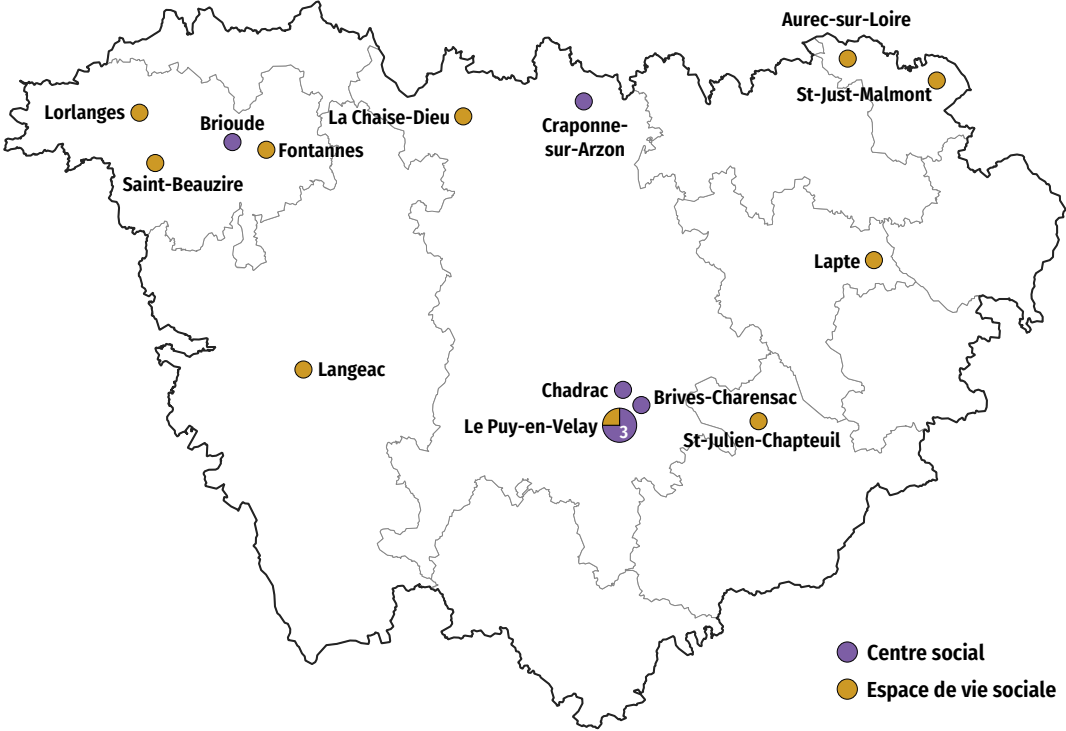 Aurec-sur-Loire
St-Just-Malmont
Lorlanges
Brioude
La Chaise-Dieu
Craponne-
sur-Arzon
Fontannes
Saint-Beauzire
Lapte
Langeac
Chadrac
Brives-Charensac
Le Puy-en-Velay
3
St-Julien-Chapteuil
Centre social
Espace de vie sociale